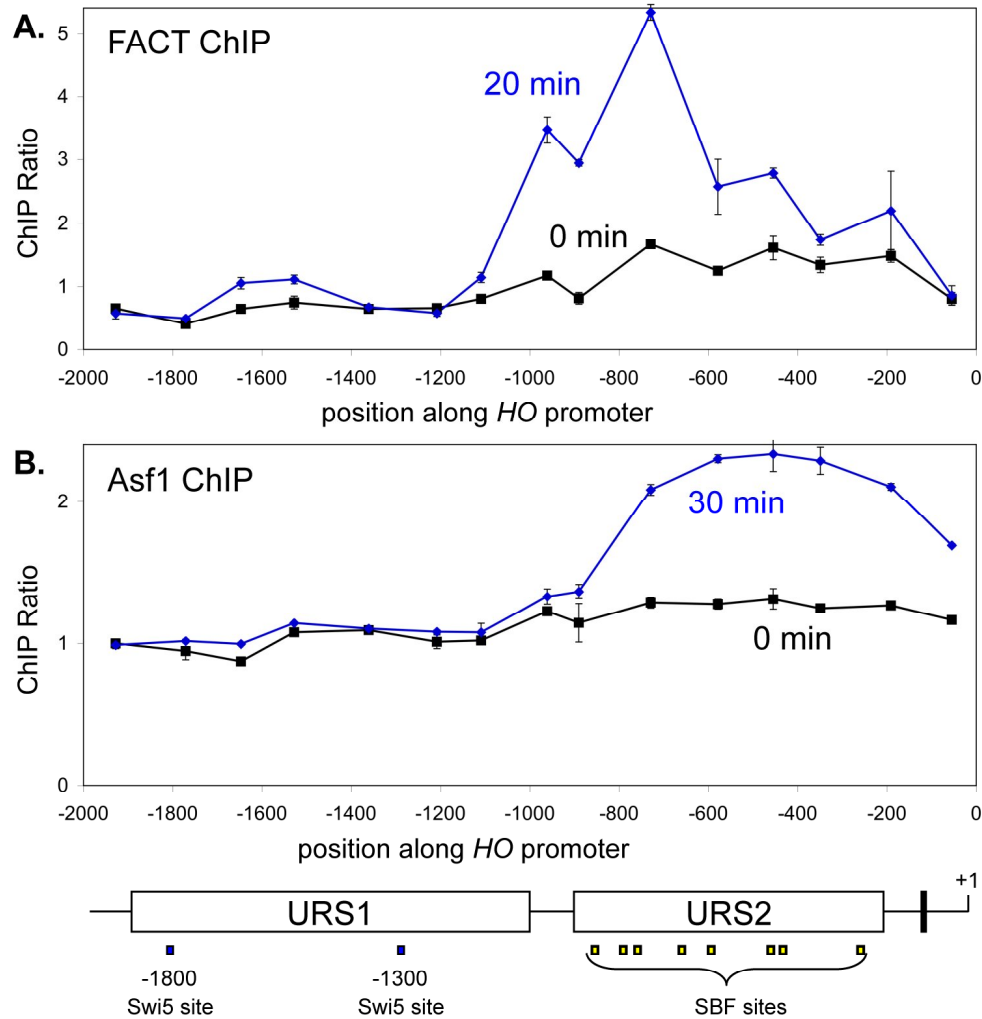 A.
FACT ChIP
ChIP Ratio
5
4
3
2
1
0
20 min
0 min
-2000 -1800 -1600 -1400 -1200 -1000 -800 -600 -400 -200 0
position along HO promoter
B.
Asf1 ChIP
ChIP Ratio
2
1
0
30 min
0 min
-2000 -1800 -1600 -1400 -1200 -1000 -800 -600 -400 -200 0
position along HO promoter
+1
URS1 URS2
-1800 -1300
Swi5 site Swi5 site SBF sites